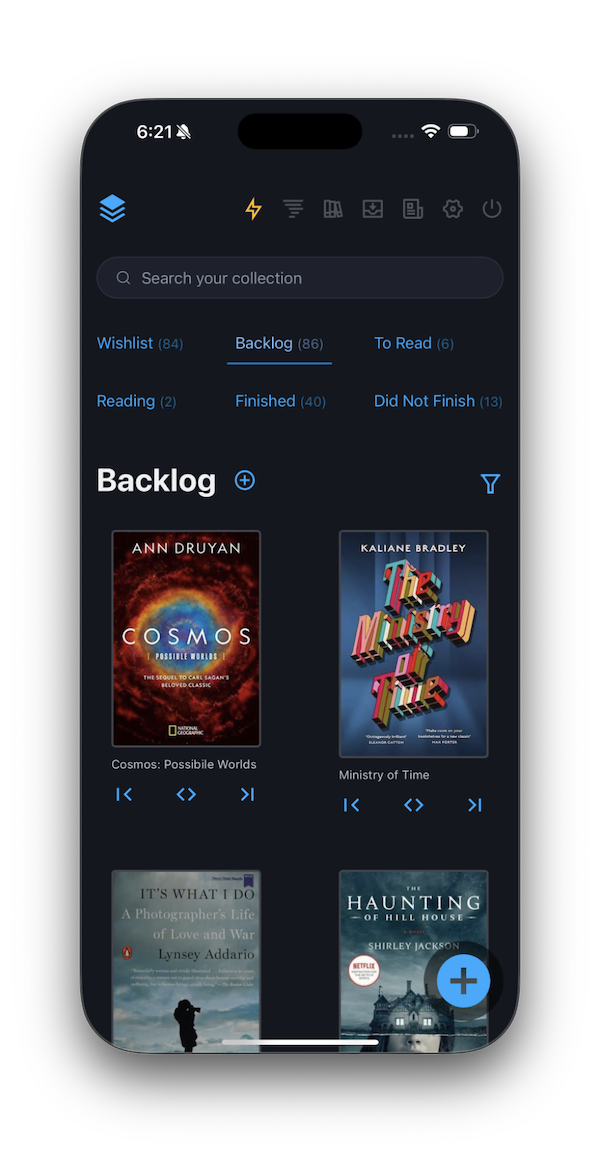 6:21
Search your collection
Wishlist (84) Backlog (86) To Read (6)
Reading (2) Finished (40) Did Not Finish (13)
Backlog
ANN DRUYAN
COSMOS
POSSIBLE WORLDS
THE SEQUEL TO CARL SAGAN'S
BELOVED CLASSIC
NATIONAL
GEOGRAPHIC
Cosmos: Possibile Worlds
KALIANE BRADLEY
The
Ministry
of
Time
'Outrageously brilliant'
ELEANOR CATTON
'Make room on your
bookshelves for a new classic'
MAX PORTER
Ministry of Time
IT'S WHAT I DO
A Photographer's Life
of Love and War
Lynsey Addario
THE
HAUNTING
OF HILL HOUSE
A NOVEL
SHIRLEY JACKSON
NETFLIX